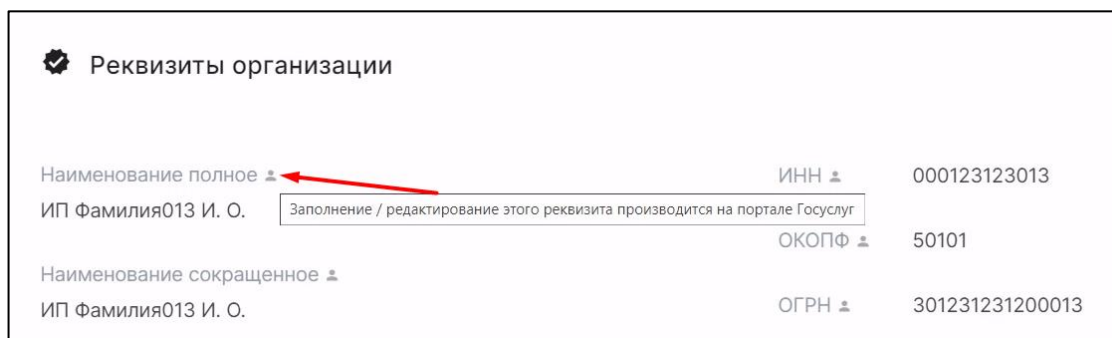 Реквизиты организации
Наименование полное
ИНН 000123123013
ИП Фамилия013 И. О.
Заполнение / редактирование этого реквизита производится на портале Госуслуг
ОКОПФ 50101
Наименование сокращенное
ИП Фамилия013 И. О.
ОГРН 301231231200013